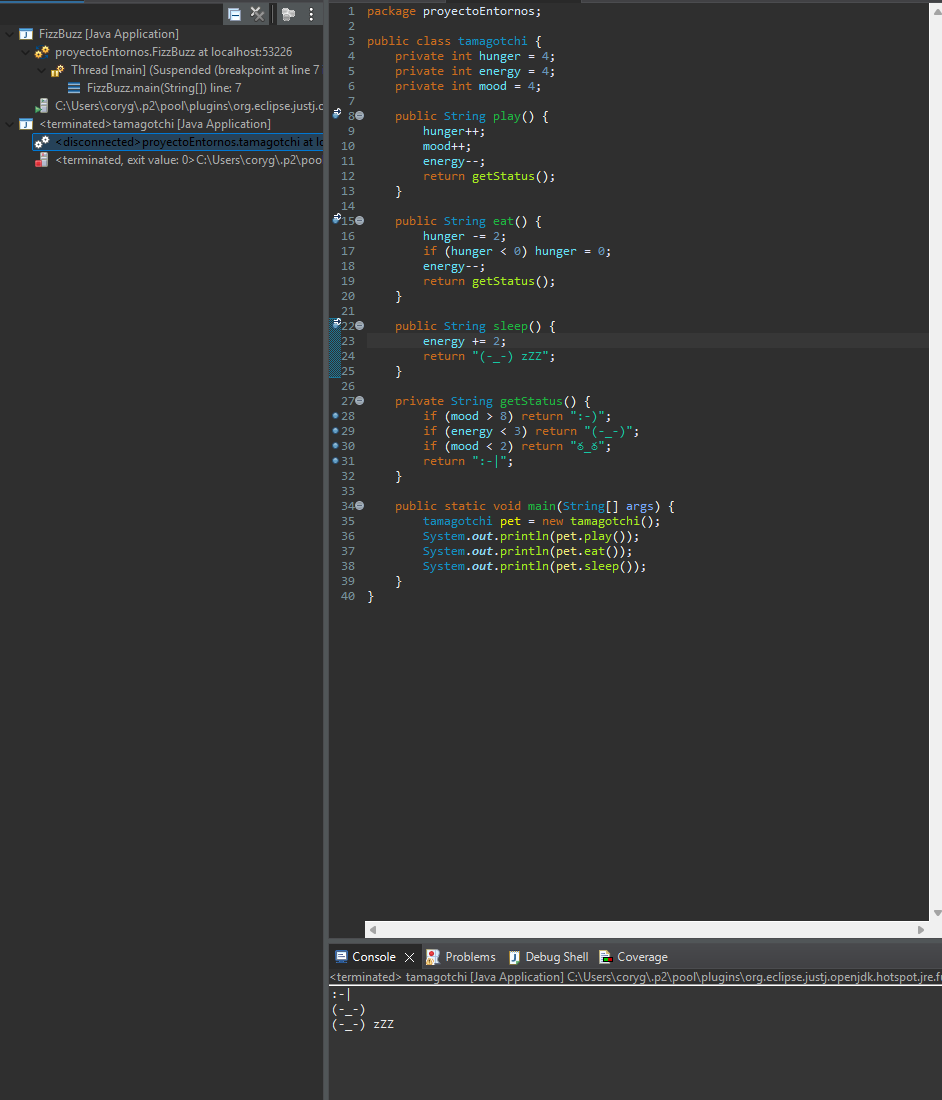 FizzBuzz [Java Application]
proyectoEntornos.FizzBuzz at localhost:53226
Thread [main] (Suspended (breakpoint at line 7
FizzBuzz.main(String[]) line: 7
C:\Users\coryg\.p2\pool\plugins\org.eclipse.justj.c
<terminated>tamagotchi [Java Application]
<disconnected>proyectoEntornos.tamagotchi at lo
<terminated, exit value: 0>C:\Users\coryg\.p2\poo
1 package proyectoEntornos;
2
3 public class tamagotchi {
4     private int hunger = 4;
5     private int energy = 4;
6     private int mood = 4;
7
8     public String play() {
9         hunger++;
10         mood++;
11         energy--;
12         return getStatus();
13     }
14
15     public String eat() {
16         hunger -= 2;
17         if (hunger < 0) hunger = 0;
18         energy--;
19         return getStatus();
20     }
21
22     public String sleep() {
23         energy += 2;
24         return "(-_-) zZZ";
25     }
26
27     private String getStatus() {
28         if (mood > 8) return ":-)";
29         if (energy < 3) return "(-_-)";
30         if (mood < 2) return "ಠ_ಠ";
31         return ":-|";
32     }
33
34     public static void main(String[] args) {
35         tamagotchi pet = new tamagotchi();
36         System.out.println(pet.play());
37         System.out.println(pet.eat());
38         System.out.println(pet.sleep());
39     }
40 }
Console Problems Debug Shell Coverage
<terminated> tamagotchi [Java Application] C:\Users\coryg\.p2\pool\plugins\org.eclipse.justj.openjdk.hotspot.jre.fu
:-|
(-_-)
(-_-) zZZ